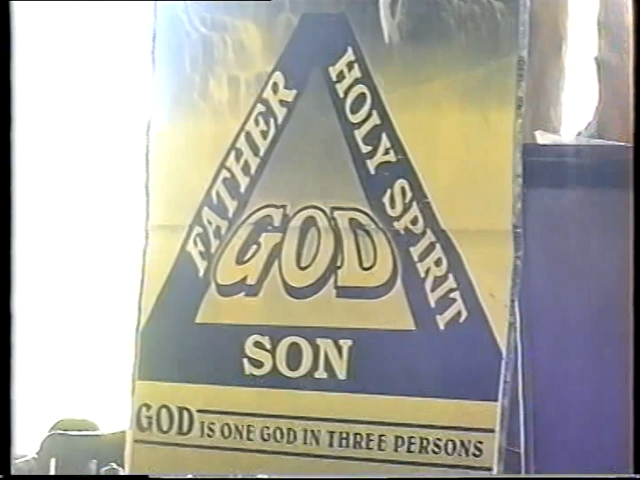 FATHER
HOLY SPIRIT
GOD
SON
GOD IS ONE GOD IN THREE PERSONS